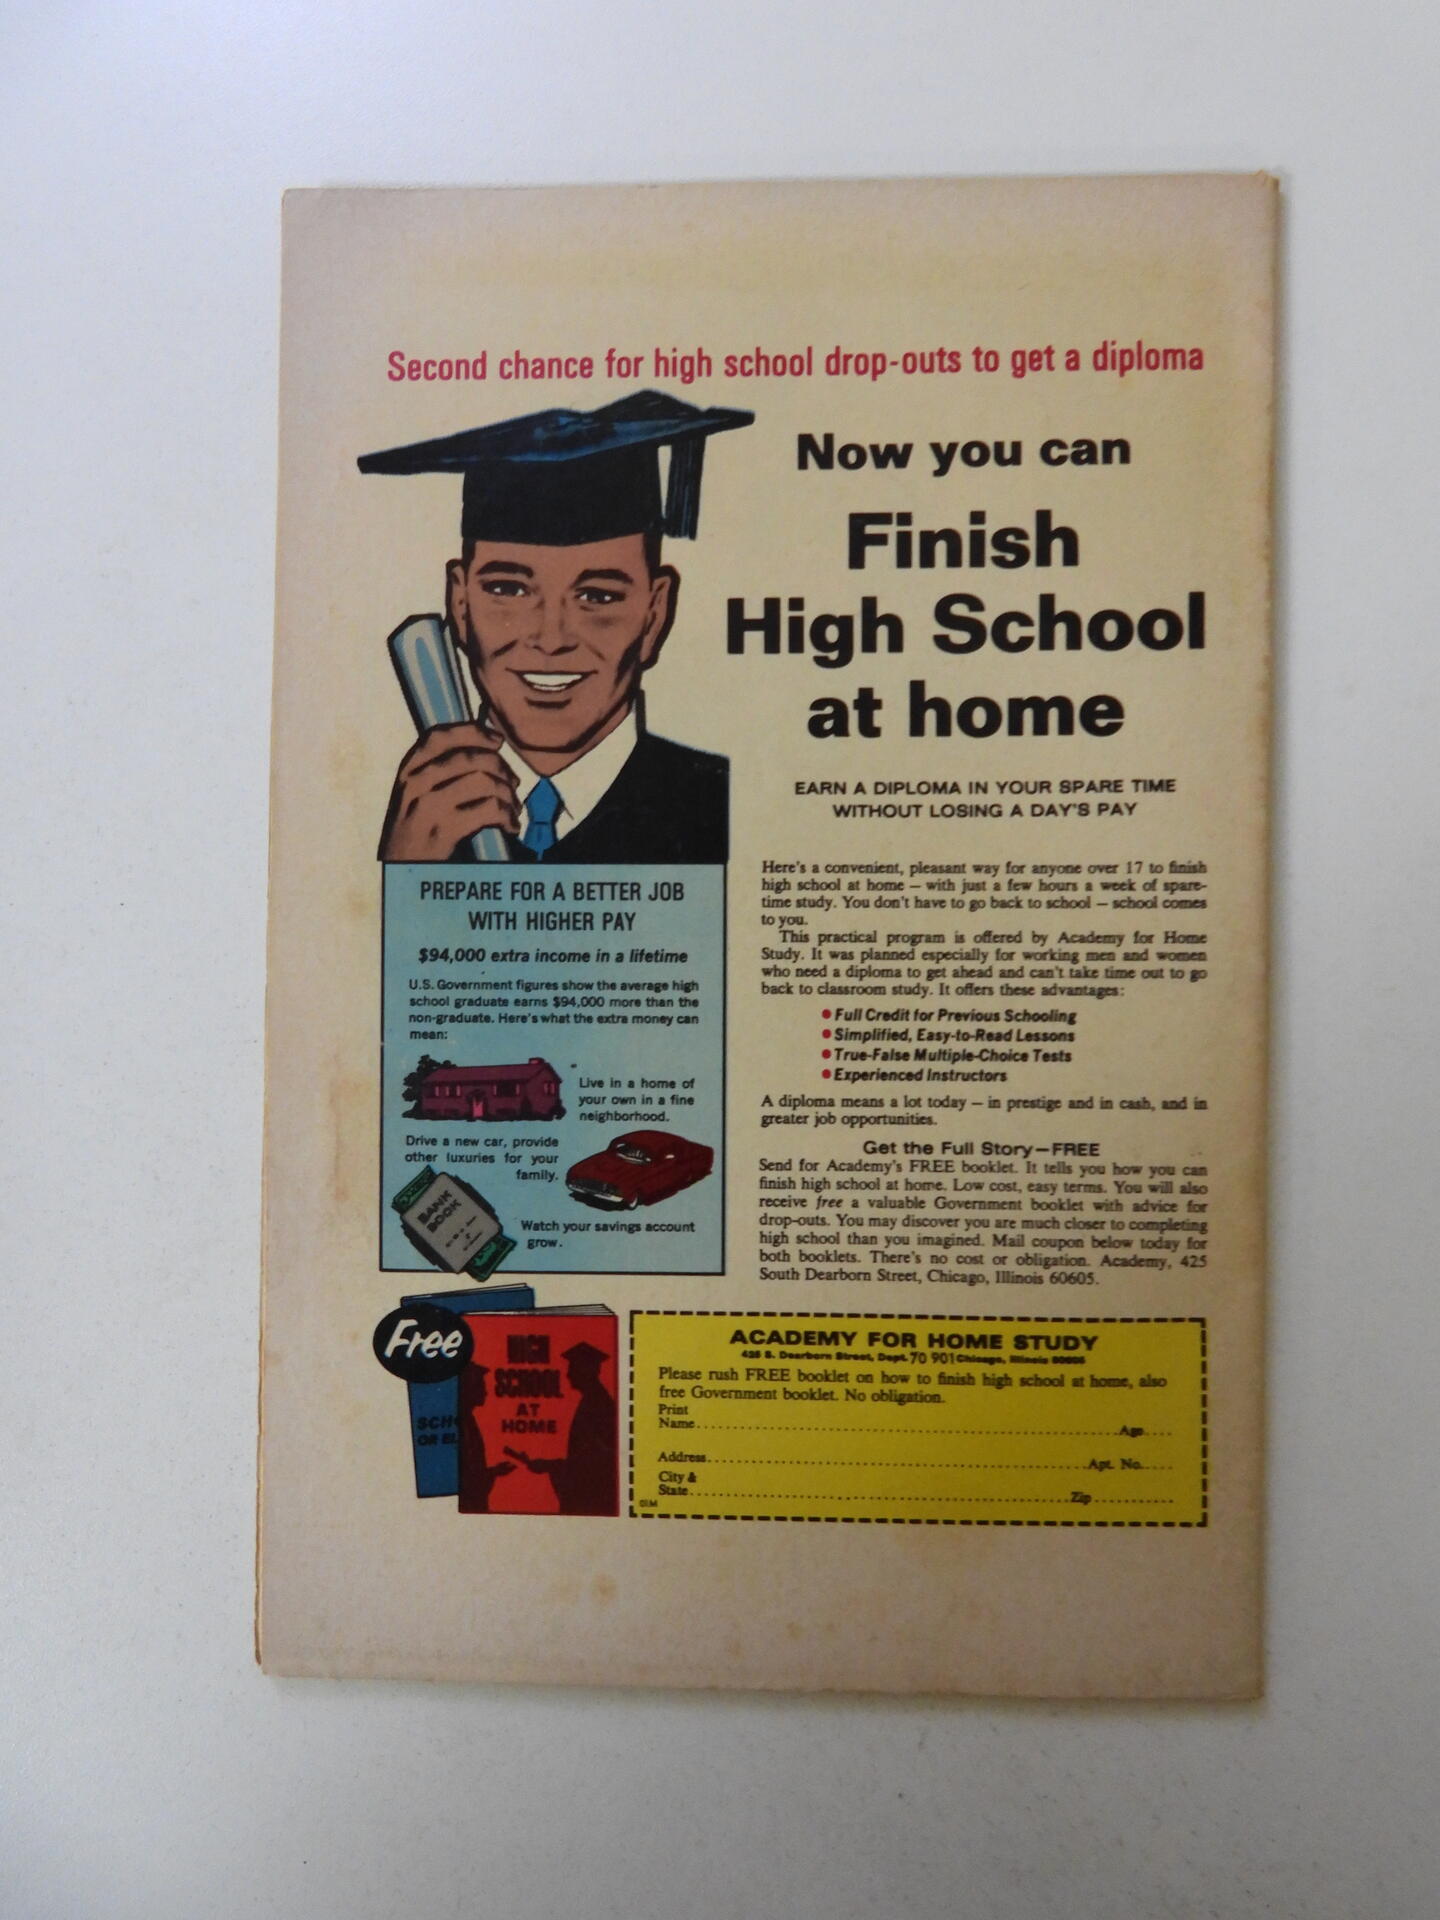 Second chance for high school drop-outs to get a diploma
Now you can
Finish
High School
at home
EARN A DIPLOMA IN YOUR SPARE TIME
WITHOUT LOSING A DAY'S PAY
PREPARE FOR A BETTER JOB
WITH HIGHER PAY
$94,000 extra income in a lifetime
U.S. Government figures show the average high
school graduate earns $94,000 more than the
non-graduate. Here's what the extra money can
mean:
Live in a home of
your own in a fine
neighborhood.
Drive a new car, provide
other luxuries for your
family.
BANK
BOOK
Watch your savings account
grow.
Here's a convenient, pleasant way for anyone over 17 to finish
high school at home – with just a few hours a week of spare-
time study. You don't have to go back to school – school comes
to you.
This practical program is offered by Academy for Home
Study. It was planned especially for working men and women
who need a diploma to get ahead and can't take time out to go
back to classroom study. It offers these advantages:
• Full Credit for Previous Schooling
• Simplified, Easy-to-Read Lessons
• True-False Multiple-Choice Tests
• Experienced Instructors
A diploma means a lot today – in prestige and in cash, and in
greater job opportunities.
Get the Full Story—FREE
Send for Academy's FREE booklet. It tells you how you can
finish high school at home. Low cost, easy terms. You will also
receive free a valuable Government booklet with advice for
drop-outs. You may discover you are much closer to completing
high school than you imagined. Mail coupon below today for
both booklets. There's no cost or obligation. Academy, 425
South Dearborn Street, Chicago, Illinois 60605.
Free
SCH
OR EL
HIGH
SCHOOL
AT
HOME
ACADEMY FOR HOME STUDY
425 S. Dearborn Street, Dept. 70 901 Chicago, Illinois 60605
Please rush FREE booklet on how to finish high school at home, also
free Government booklet. No obligation.
Print
Name.....Age.....
Address.....Apt. No.....
City &
State.....Zip.....